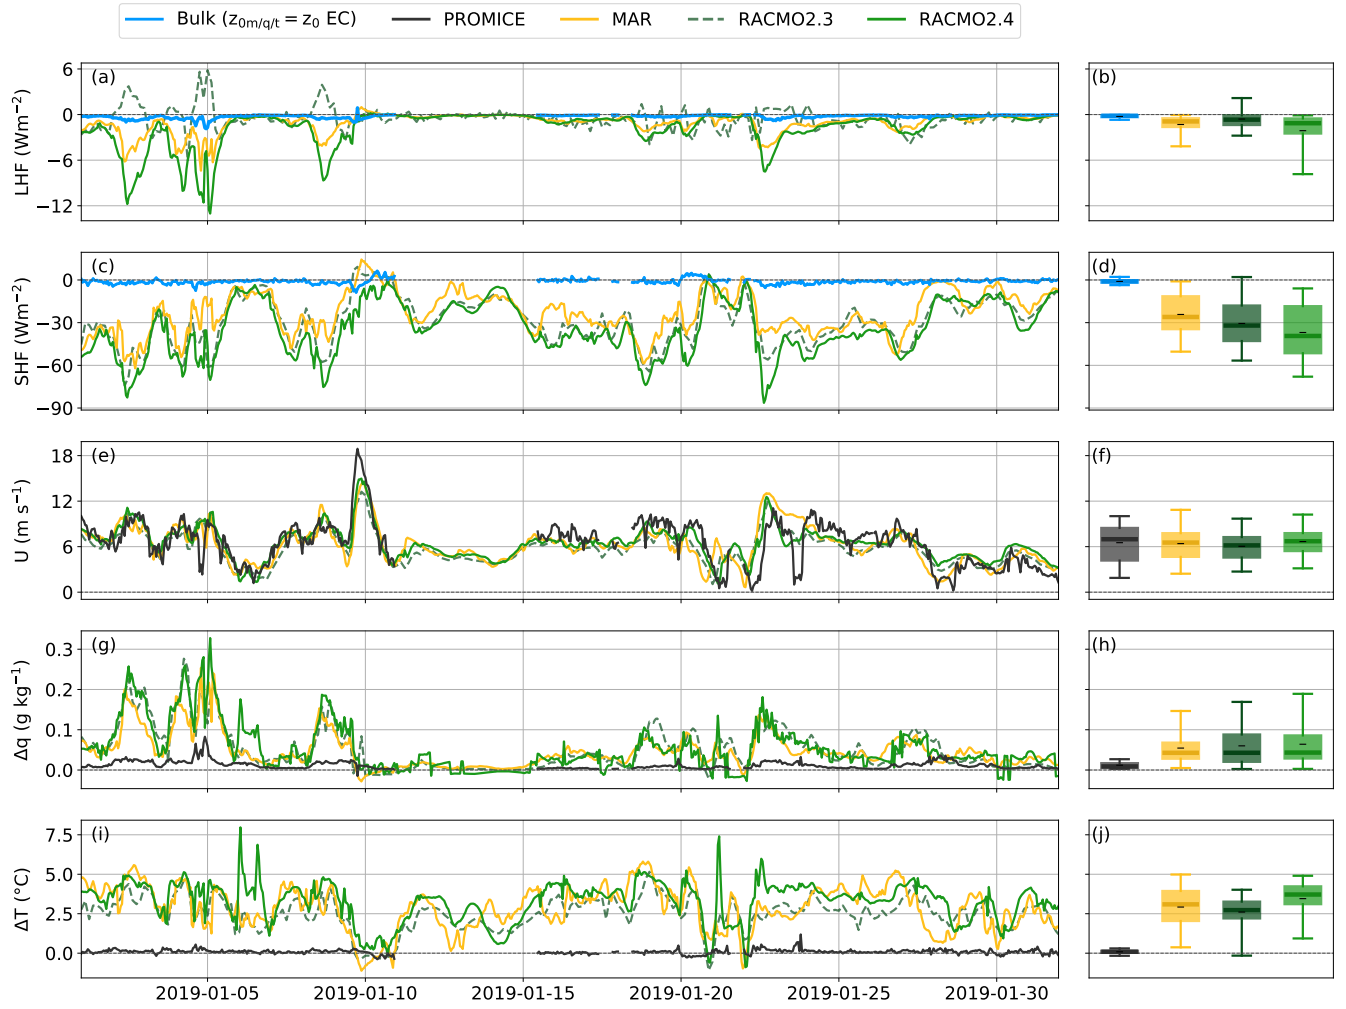 Bulk (z0m/q/t = z0 EC) PROMICE MAR RACMO2.3 RACMO2.4
(a) (b)
LHF (Wm−2)
6
0
−6
−12
(c) (d)
SHF (Wm−2)
0
−30
−60
−90
(e) (f)
U (m s−1)
18
12
6
0
(g) (h)
Δq (g kg−1)
0.3
0.2
0.1
0.0
(i) (j)
ΔT (°C)
7.5
5.0
2.5
0.0
2019-01-05 2019-01-10 2019-01-15 2019-01-20 2019-01-25 2019-01-30